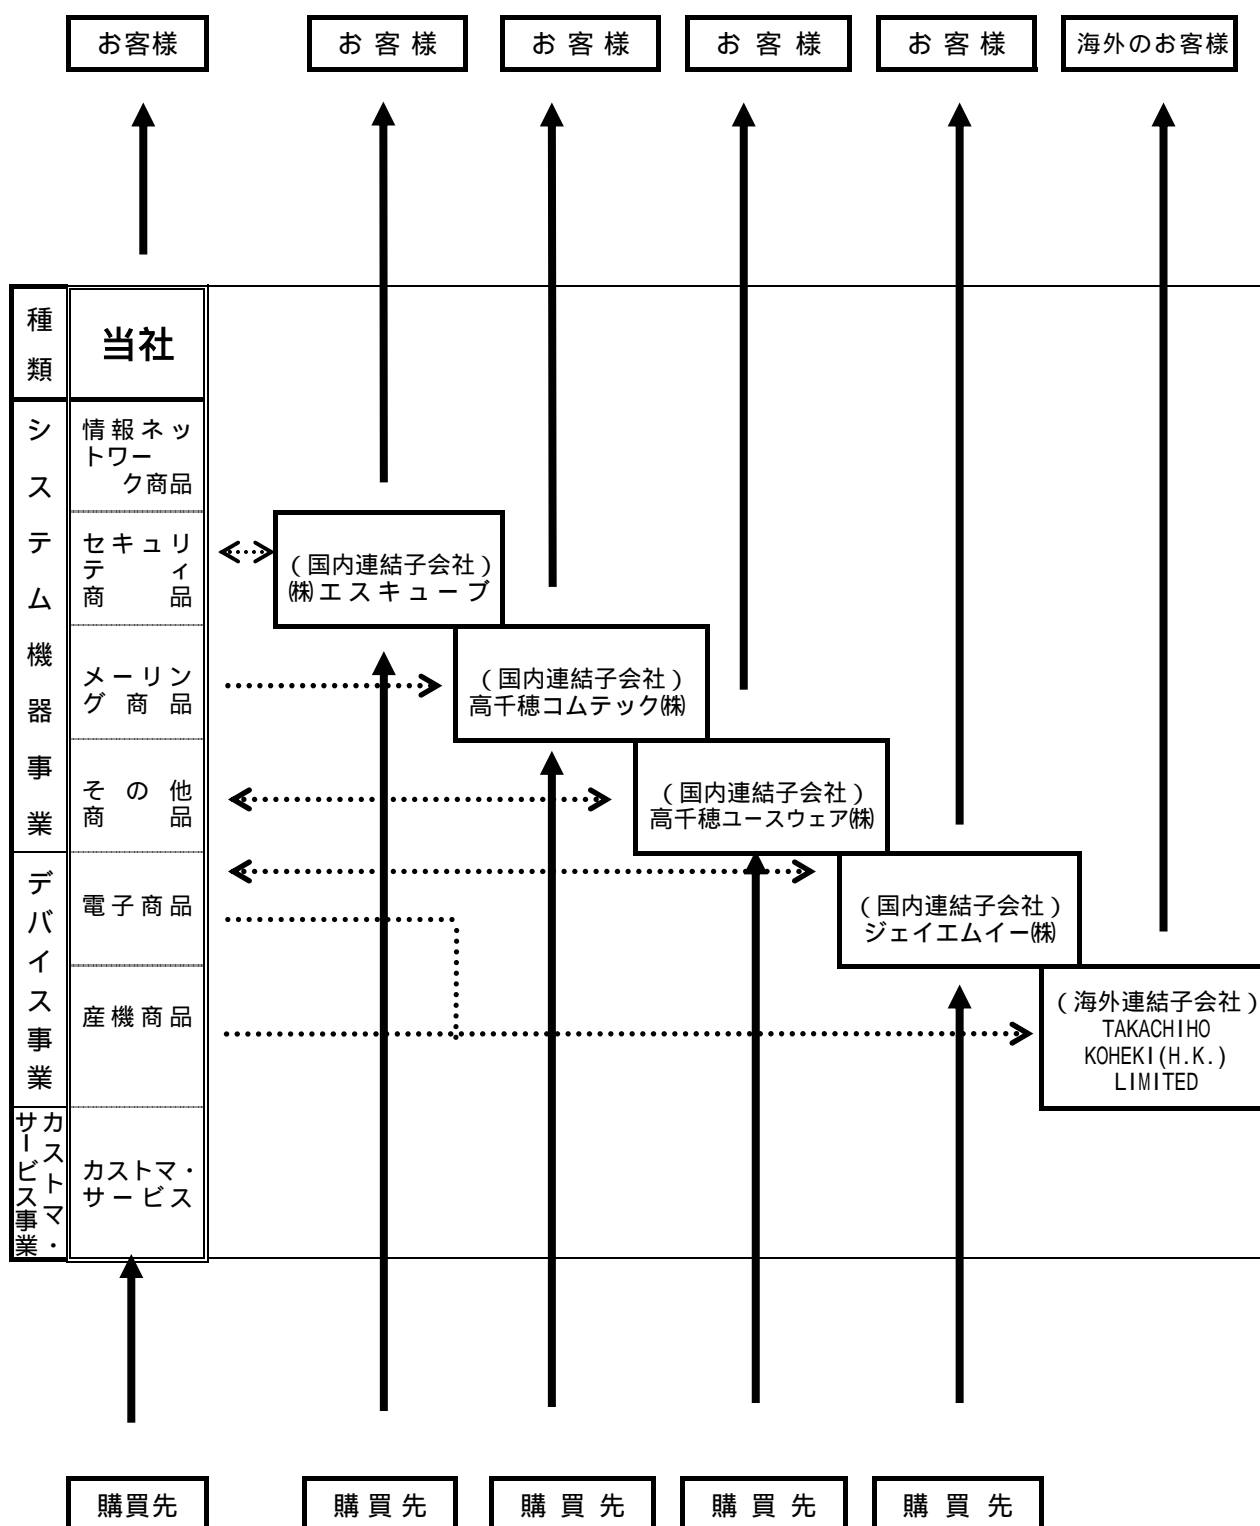 お客様
お客様
お客様
お客様
お客様
海外のお客様
種類
当社
システム機器事業
情報ネッ
トワー
ク商品
セキュリ
ティ
商品
(国内連結子会社)
㈱エスキューブ
メーリン
グ商品
(国内連結子会社)
高千穂コムテック㈱
その他
商品
(国内連結子会社)
高千穂ユースウェア㈱
デバイス事業
電子商品
(国内連結子会社)
ジェイエムイー㈱
産機商品
(海外連結子会社)
TAKACHIHO
KOHEKI(H.K.)
LIMITED
カストマ・
サービス事業
カストマ・
サービス
購買先
購買先
購買先
購買先
購買先